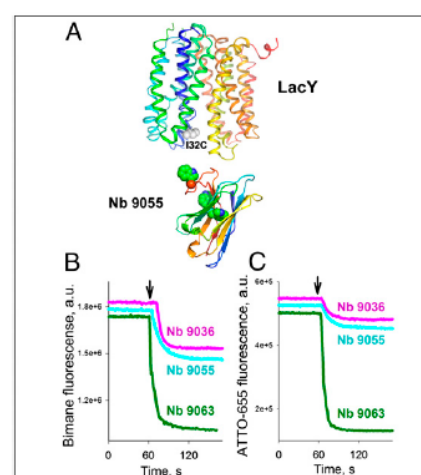 A
LacY
I32C
Nb 9055
B
Bimane fluorescense, a.u.
1.8e+6
1.6e+6
1.2e+6
Nb 9036
Nb 9055
Nb 9063
0 60 120
Time, s
C
ATTO-655 fluorescence, a.u.
6e+5
4e+5
2e+5
Nb 9036
Nb 9055
Nb 9063
0 60 120
Time, s